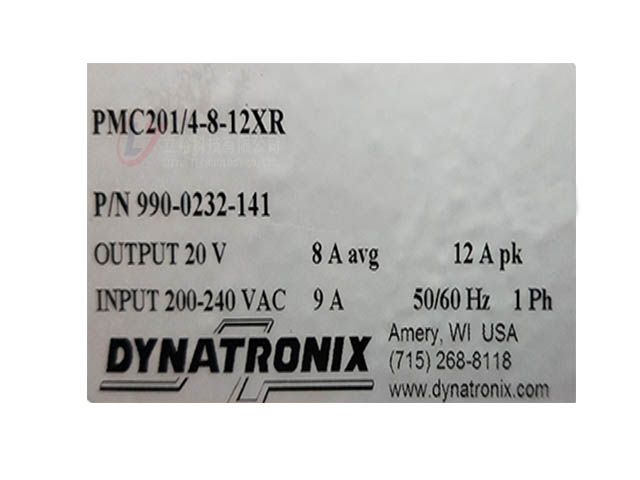 PMC201/4-8-12XR
P/N 990-0232-141
OUTPUT 20 V 8 A avg 12 A pk
INPUT 200-240 VAC 9 A 50/60 Hz 1 Ph
DYNATRONIX
Amery, WI USA
(715) 268-8118
www.dynatronix.com